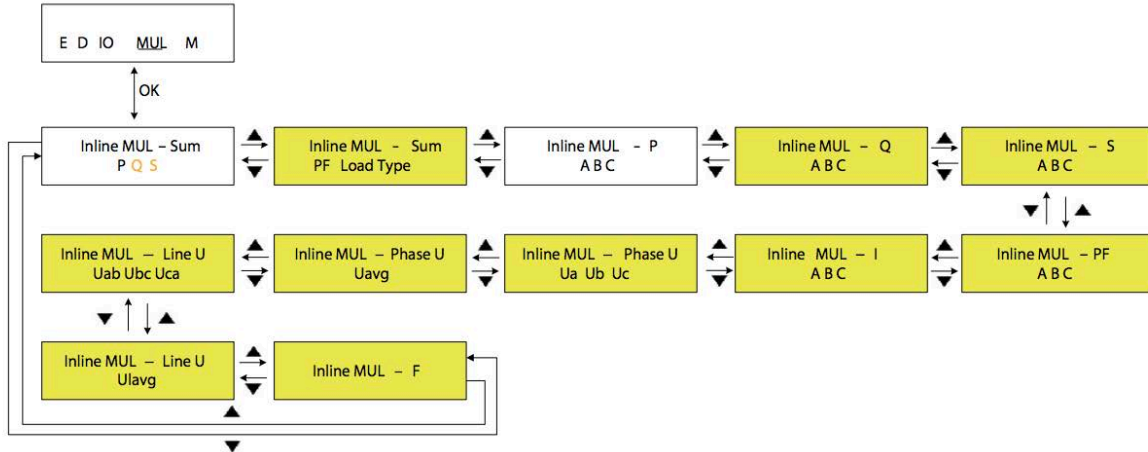 E D IO MUL M
OK
Inline MUL – Sum
P Q S
Inline MUL - Sum
PF Load Type
Inline MUL - P
A B C
Inline MUL - Q
A B C
Inline MUL – S
A B C
Inline MUL – Line U
Uab Ubc Uca
Inline MUL – Phase U
Uavg
Inline MUL – Phase U
Ua Ub Uc
Inline MUL - I
A B C
Inline MUL – PF
A B C
Inline MUL – Line U
Ulavg
Inline MUL - F